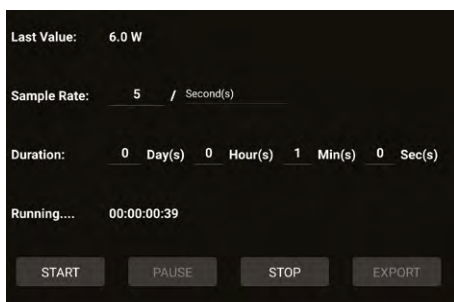 Last Value: 6.0 W
Sample Rate: 5 / Second(s)
Duration: 0 Day(s) 0 Hour(s) 1 Min(s) 0 Sec(s)
Running.... 00:00:00:39
START PAUSE STOP EXPORT